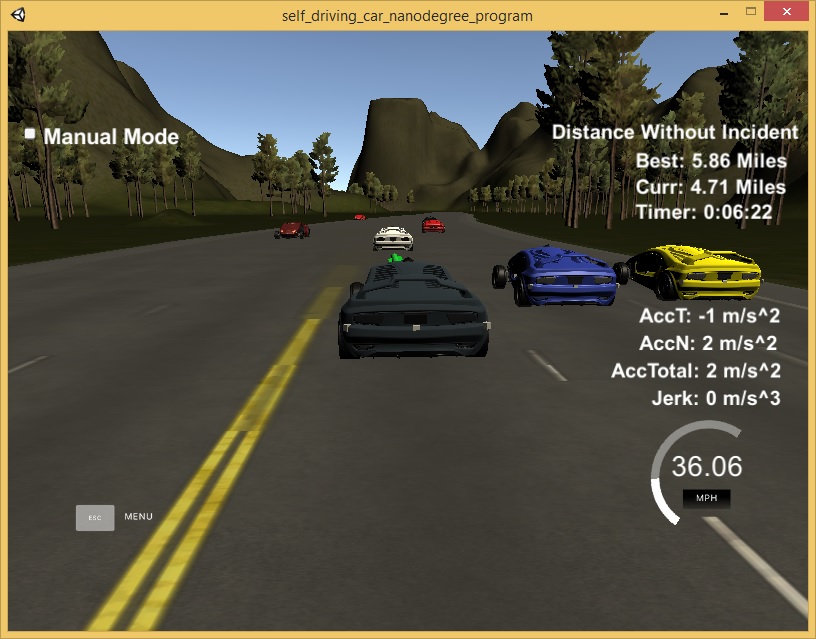 self_driving_car_nanodegree_program
Manual Mode
Distance Without Incident
Best: 5.86 Miles
Curr: 4.71 Miles
Timer: 0:06:22
AccT: -1 m/s^2
AccN: 2 m/s^2
AccTotal: 2 m/s^2
Jerk: 0 m/s^3
36.06
MPH
ESC MENU